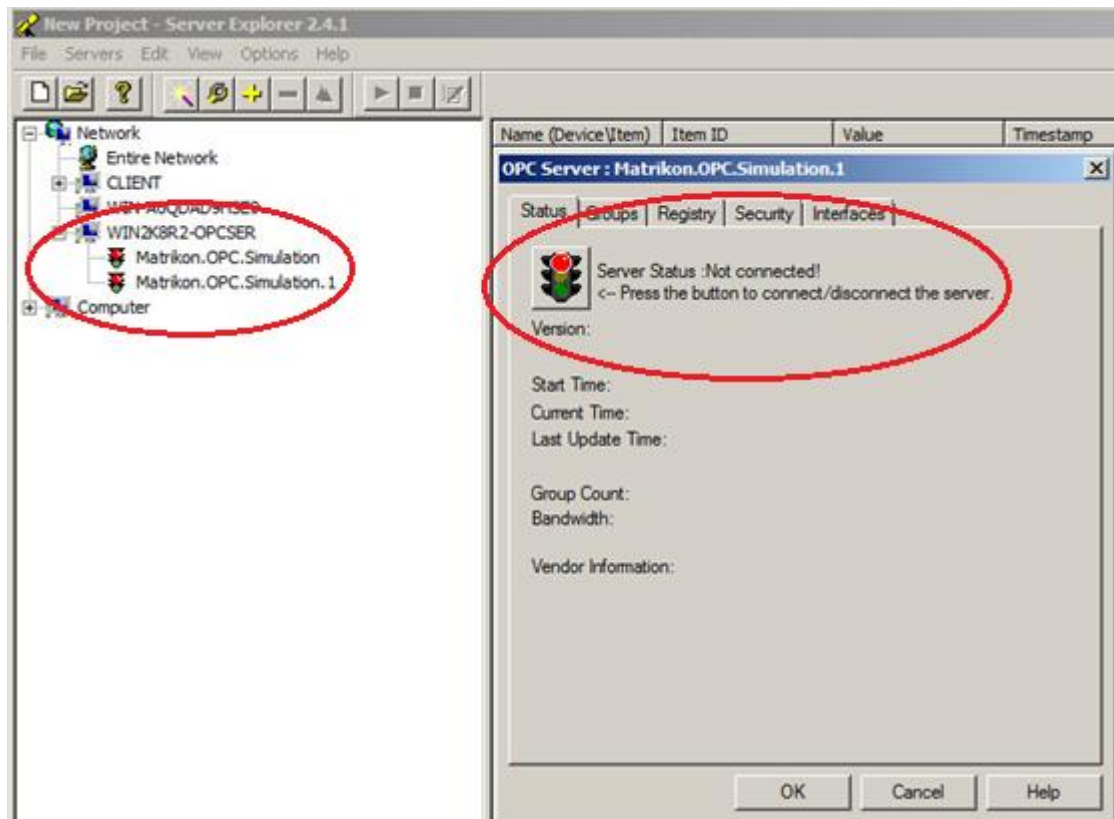 New Project - Server Explorer 2.4.1
File Servers Edit View Options Help
Network
Entire Network
CLIENT
WIN2K8R2-OPCSER
Matrikon.OPC.Simulation
Matrikon.OPC.Simulation.1
Computer
Name (Device\Item) Item ID Value Timestamp
OPC Server : Matrikon.OPC.Simulation.1
Status Groups Registry Security Interfaces
Server Status :Not connected!
<-- Press the button to connect/disconnect the server.
Version:
Start Time:
Current Time:
Last Update Time:
Group Count:
Bandwidth:
Vendor Information:
OK Cancel Help